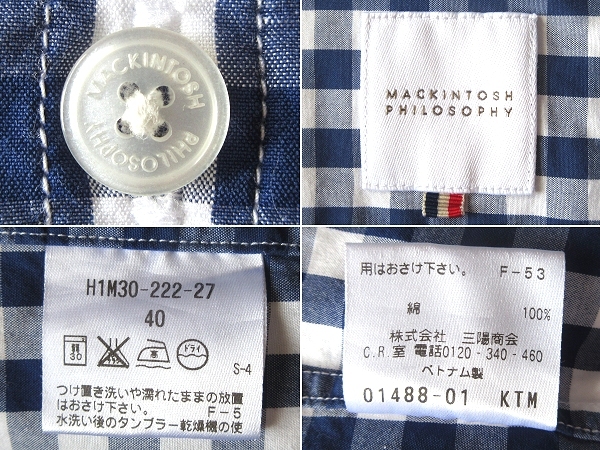 MACKINTOSH
PHILOSOPHY
MACKINTOSH
PHILOSOPHY
H1M30-222-27
40
30
ドライ
S-4
つけ置き洗いや濡れたままの放置
はおさけ下さい。 F-5
水洗い後のタンブラー乾燥機の使
用はおさけ下さい。 F-53
綿 100%
株式会社 三陽商会
C.R.室 電話0120-340-460
ベトナム製
01488-01 KTM